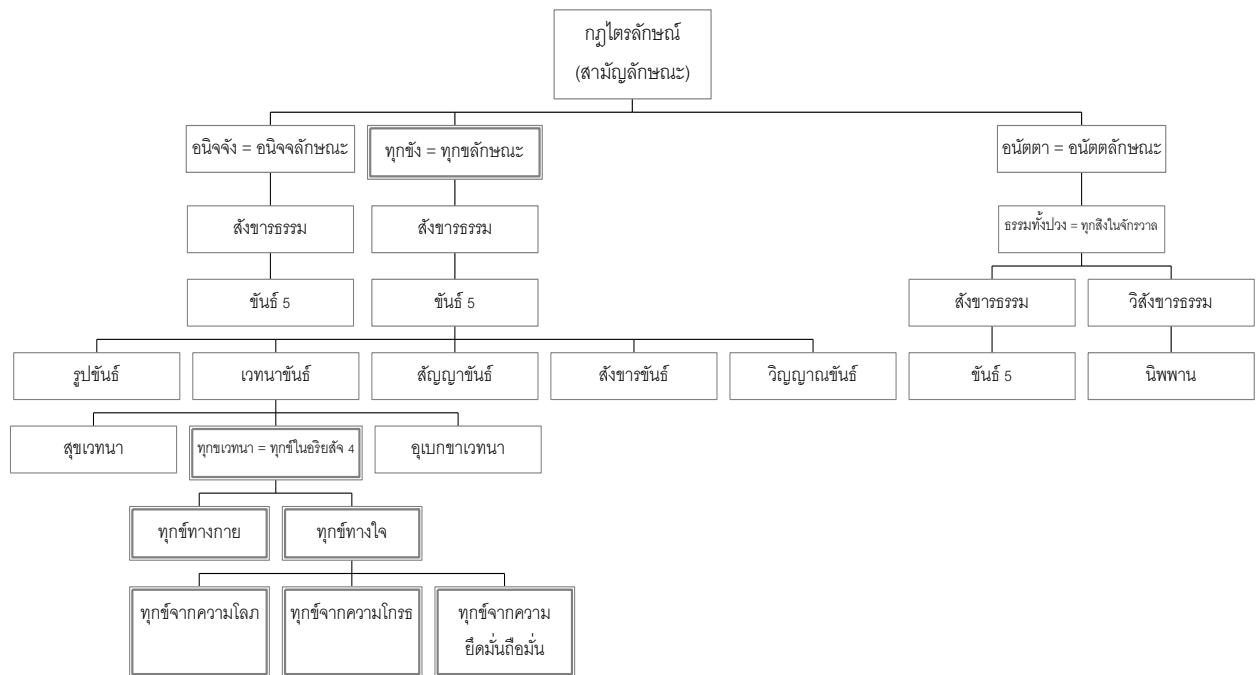 กฎไตรลักษณ์
(สามัญลักษณะ)
อนิจจัง = อนิจจลักษณะ
ทุกขัง = ทุกขลักษณะ
อนัตตา = อนัตตลักษณะ
สังขารธรรม
สังขารธรรม
ธรรมทั้งปวง = ทุกสิ่งในจักรวาล
ขันธ์ 5
ขันธ์ 5
สังขารธรรม
วิสังขารธรรม
รูปขันธ์
เวทนาขันธ์
สัญญาขันธ์
สังขารขันธ์
วิญญาณขันธ์
ขันธ์ 5
นิพพาน
สุขเวทนา
ทุกขเวทนา = ทุกข์ในอริยสัจ 4
อุเบกขาเวทนา
ทุกข์ทางกาย
ทุกข์ทางใจ
ทุกข์จากความโลภ
ทุกข์จากความโกรธ
ทุกข์จากความ
ยึดมั่นถือมั่น